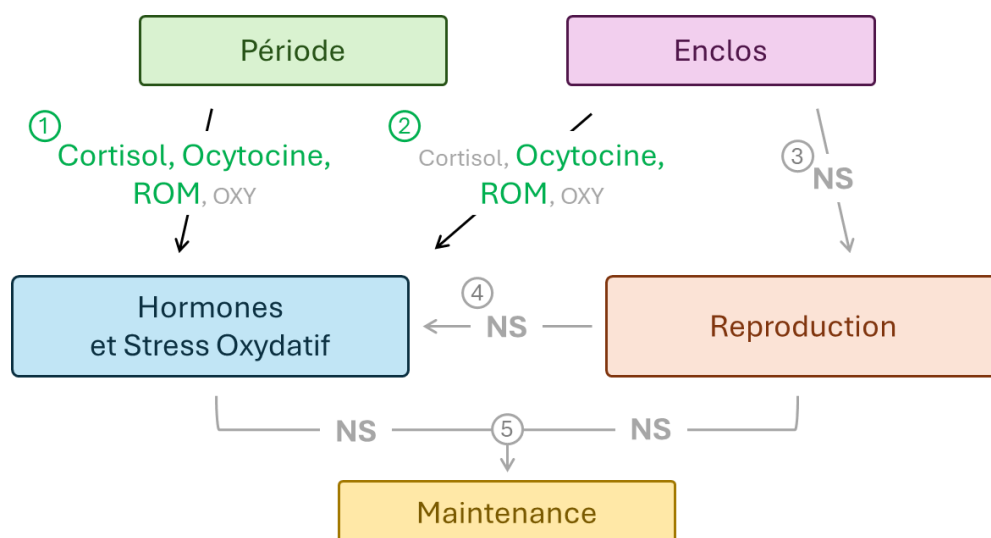 Période
Enclos
1
Cortisol, Ocytocine,
ROM, OXY
2
Cortisol, Ocytocine,
ROM, OXY
3
NS
Hormones
et Stress Oxydatif
4
NS
Reproduction
NS
5
NS
Maintenance